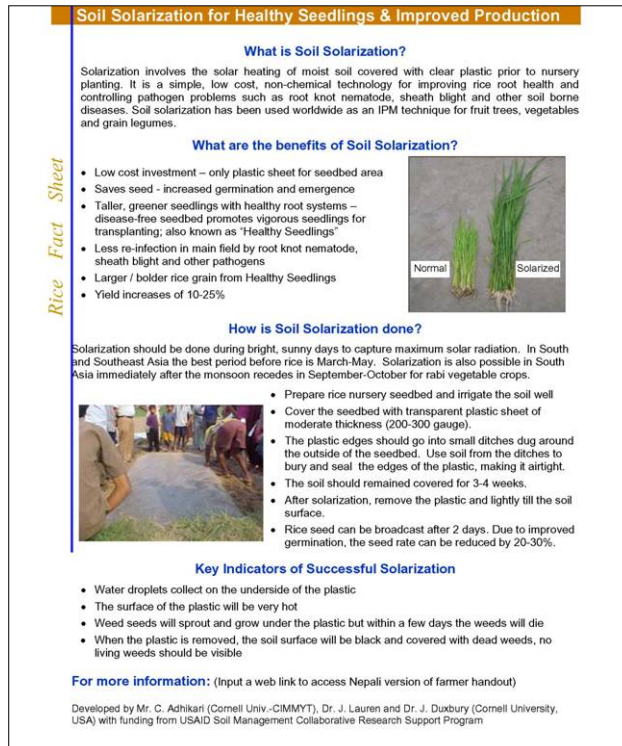 Soil Solarization for Healthy Seedlings & Improved Production
What is Soil Solarization?
Solarization involves the solar heating of moist soil covered with clear plastic prior to nursery
planting. It is a simple, low cost, non-chemical technology for improving rice root health and
controlling pathogen problems such as root knot nematode, sheath blight and other soil borne
diseases. Soil solarization has been used worldwide as an IPM technique for fruit trees, vegetables
and grain legumes.
What are the benefits of Soil Solarization?
Rice Fact Sheet
• Low cost investment – only plastic sheet for seedbed area
• Saves seed - increased germination and emergence
• Taller, greener seedlings with healthy root systems –
disease-free seedbed promotes vigorous seedlings for
transplanting; also known as "Healthy Seedlings"
• Less re-infection in main field by root knot nematode,
sheath blight and other pathogens
• Larger / bolder rice grain from Healthy Seedlings
• Yield increases of 10-25%
Normal
Solarized
How is Soil Solarization done?
Solarization should be done during bright, sunny days to capture maximum solar radiation. In South
and Southeast Asia the best period before rice is March-May. Solarization is also possible in South
Asia immediately after the monsoon recedes in September-October for rabi vegetable crops.
• Prepare rice nursery seedbed and irrigate the soil well
• Cover the seedbed with transparent plastic sheet of
moderate thickness (200-300 gauge).
• The plastic edges should go into small ditches dug around
the outside of the seedbed. Use soil from the ditches to
bury and seal the edges of the plastic, making it airtight.
• The soil should remained covered for 3-4 weeks.
• After solarization, remove the plastic and lightly till the soil
surface.
• Rice seed can be broadcast after 2 days. Due to improved
germination, the seed rate can be reduced by 20-30%.
Key Indicators of Successful Solarization
• Water droplets collect on the underside of the plastic
• The surface of the plastic will be very hot
• Weed seeds will sprout and grow under the plastic but within a few days the weeds will die
• When the plastic is removed, the soil surface will be black and covered with dead weeds, no
living weeds should be visible
For more information: (Input a web link to access Nepali version of farmer handout)
Developed by Mr. C. Adhikari (Cornell Univ.-CIMMYT), Dr. J. Lauren and Dr. J. Duxbury (Cornell University,
USA) with funding from USAID Soil Management Collaborative Research Support Program